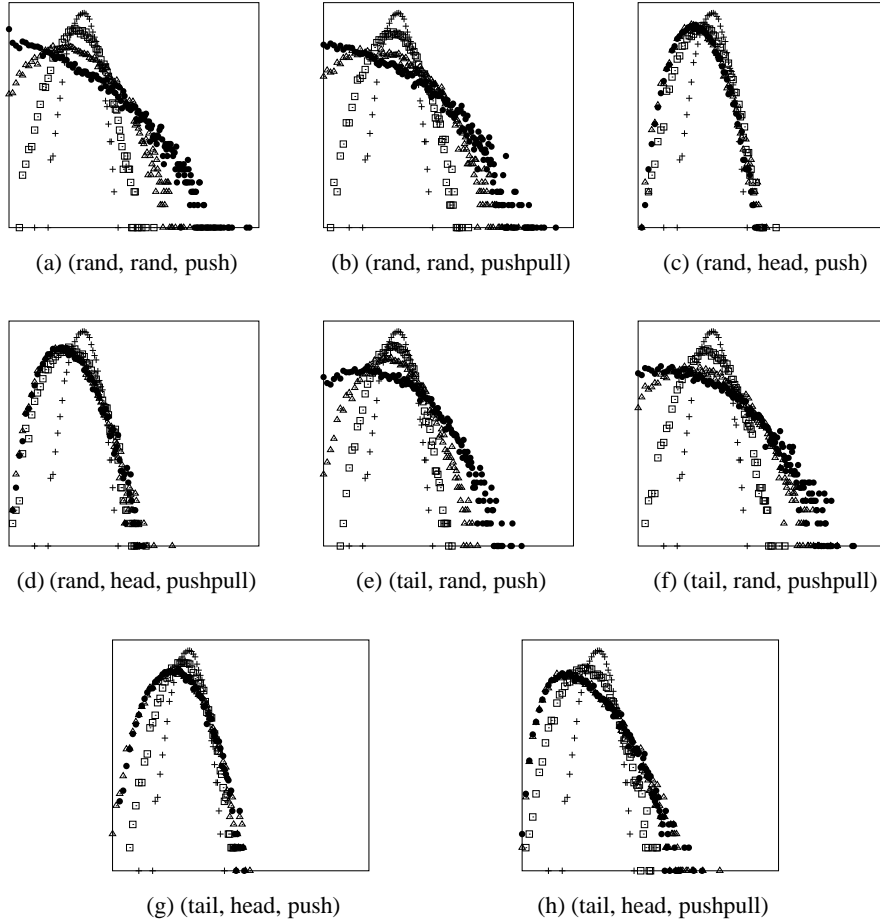 (a) (rand, rand, push)
(b) (rand, rand, pushpull)
(c) (rand, head, push)
(d) (rand, head, pushpull)
(e) (tail, rand, push)
(f) (tail, rand, pushpull)
(g) (tail, head, push)
(h) (tail, head, pushpull)